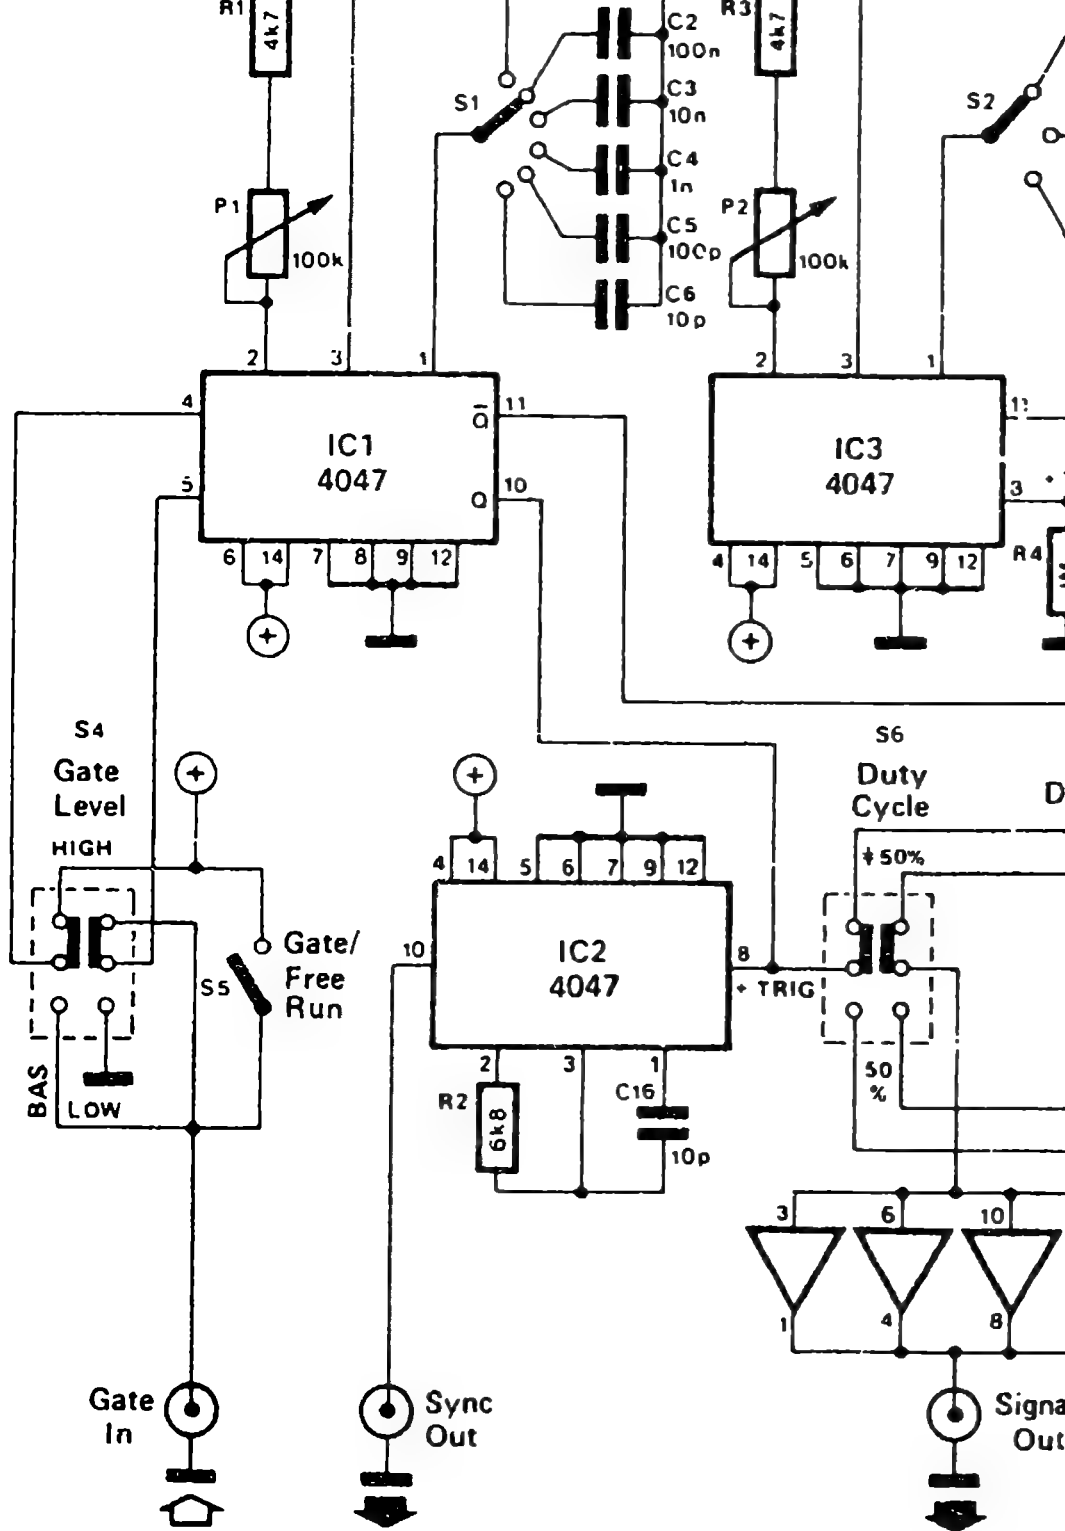 R1
4k7
C2
100n
R3
4k7
S1
C3
10n
S2
C4
1n
P1
100k
C5
100p
P2
100k
C6
10p
2
3
1
2
3
1
4
Q̅
11
IC1
4047
5
Q
10
6
14
7
8
9
12
+
11
IC3
4047
3
+
4
14
5
6
7
9
12
R4
+
S4
Gate
Level
HIGH
+
S5
Gate/
Free
Run
BAS
LOW
+
4
14
5
6
7
9
12
10
IC2
4047
8
+ TRIG
2
3
1
R2
6k8
C16
10p
S6
Duty
Cycle
D
‡ 50%
50
%
3
6
10
1
4
8
Gate
In
Sync
Out
Signa
Out